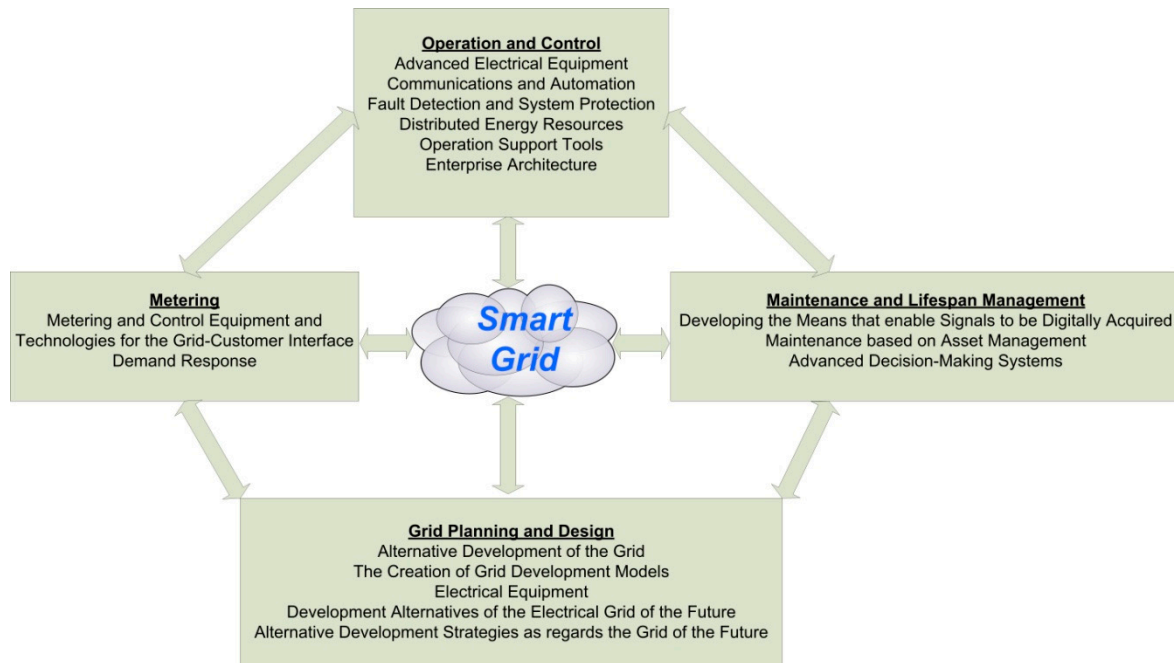 Operation and Control
Advanced Electrical Equipment
Communications and Automation
Fault Detection and System Protection
Distributed Energy Resources
Operation Support Tools
Enterprise Architecture
Metering
Metering and Control Equipment and
Technologies for the Grid-Customer Interface
Demand Response
Smart
Grid
Maintenance and Lifespan Management
Developing the Means that enable Signals to be Digitally Acquired
Maintenance based on Asset Management
Advanced Decision-Making Systems
Grid Planning and Design
Alternative Development of the Grid
The Creation of Grid Development Models
Electrical Equipment
Development Alternatives of the Electrical Grid of the Future
Alternative Development Strategies as regards the Grid of the Future